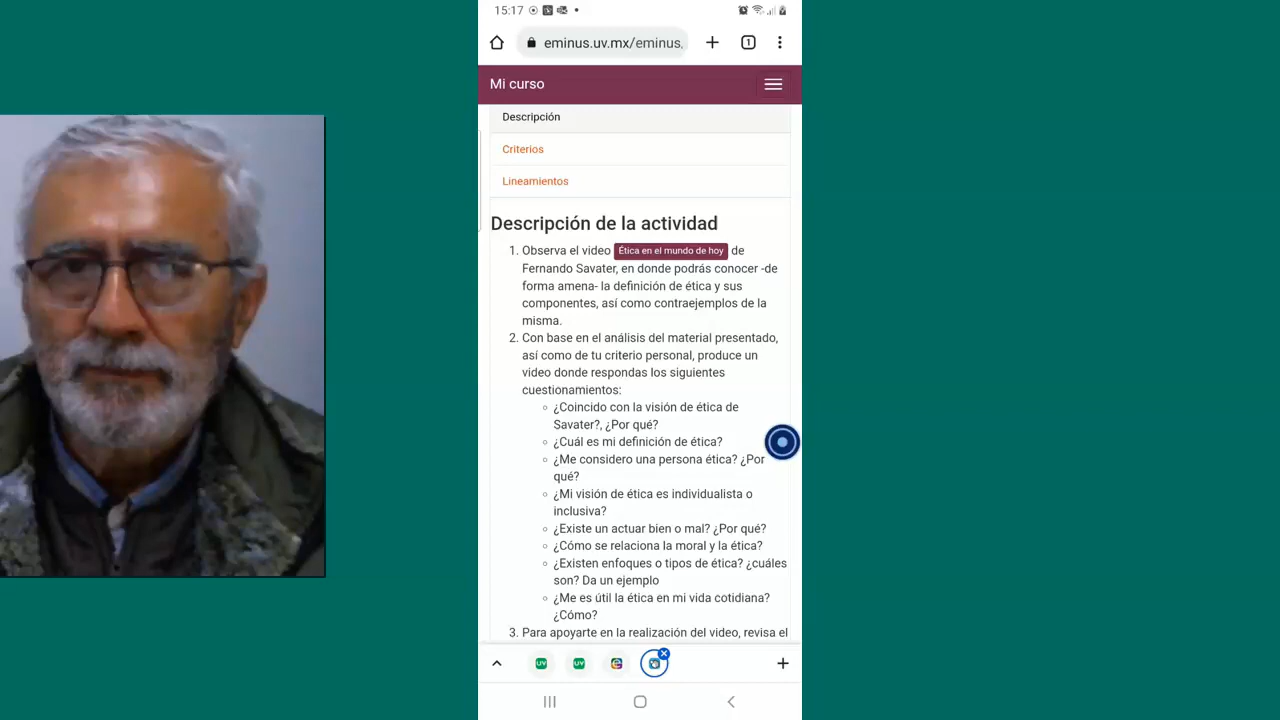 15:17
eminus.uv.mx/eminus.
1
Mi curso
Descripción
Criterios
Lineamientos
Descripción de la actividad
1. Observa el video Ética en el mundo de hoy de
Fernando Savater, en donde podrás conocer -de
forma amena- la definición de ética y sus
componentes, así como contraejemplos de la
misma.
2. Con base en el análisis del material presentado,
así como de tu criterio personal, produce un
video donde respondas los siguientes
cuestionamientos:
¿Coincido con la visión de ética de
Savater?, ¿Por qué?
¿Cuál es mi definición de ética?
¿Me considero una persona ética? ¿Por
qué?
¿Mi visión de ética es individualista o
inclusiva?
¿Existe un actuar bien o mal? ¿Por qué?
¿Cómo se relaciona la moral y la ética?
¿Existen enfoques o tipos de ética? ¿cuáles
son? Da un ejemplo
¿Me es útil la ética en mi vida cotidiana?
¿Cómo?
3. Para apoyarte en la realización del video, revisa el
UV
UV